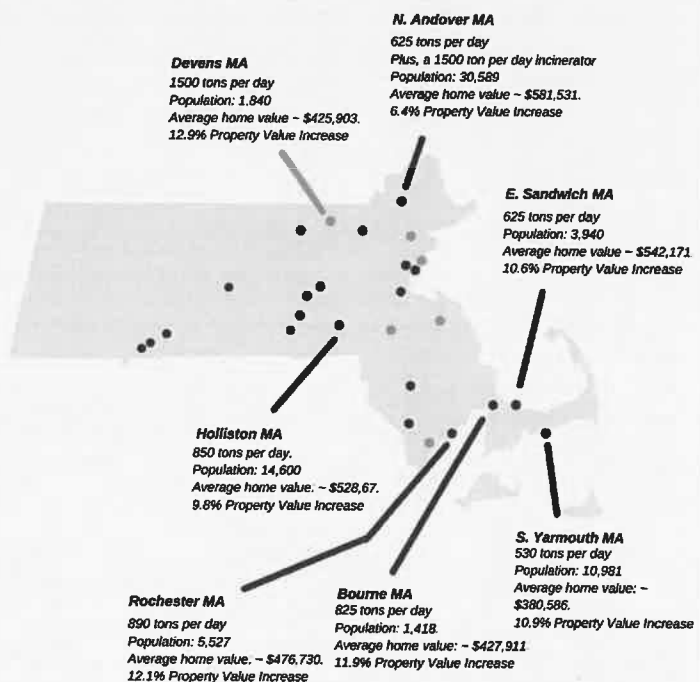 N. Andover MA
625 tons per day
Plus, a 1500 ton per day incinerator
Population: 30,589
Average home value ~ $581,531.
6.4% Property Value Increase
Devens MA
1500 tons per day
Population: 1,840
Average home value ~ $425,903.
12.9% Property Value Increase
E. Sandwich MA
625 tons per day
Population: 3,940
Average home value ~ $542,171
10.6% Property Value Increase
Holliston MA
850 tons per day.
Population: 14,600
Average home value: ~ $528,67.
9.8% Property Value Increase
S. Yarmouth MA
530 tons per day
Population: 10,981
Average home value: ~
$380,586.
10.9% Property Value Increase
Rochester MA
890 tons per day
Population: 5,527
Average home value. ~ $476,730.
12.1% Property Value Increase
Bourne MA
825 tons per day
Population: 1,418.
Average home value: ~ $427,911
11.9% Property Value Increase